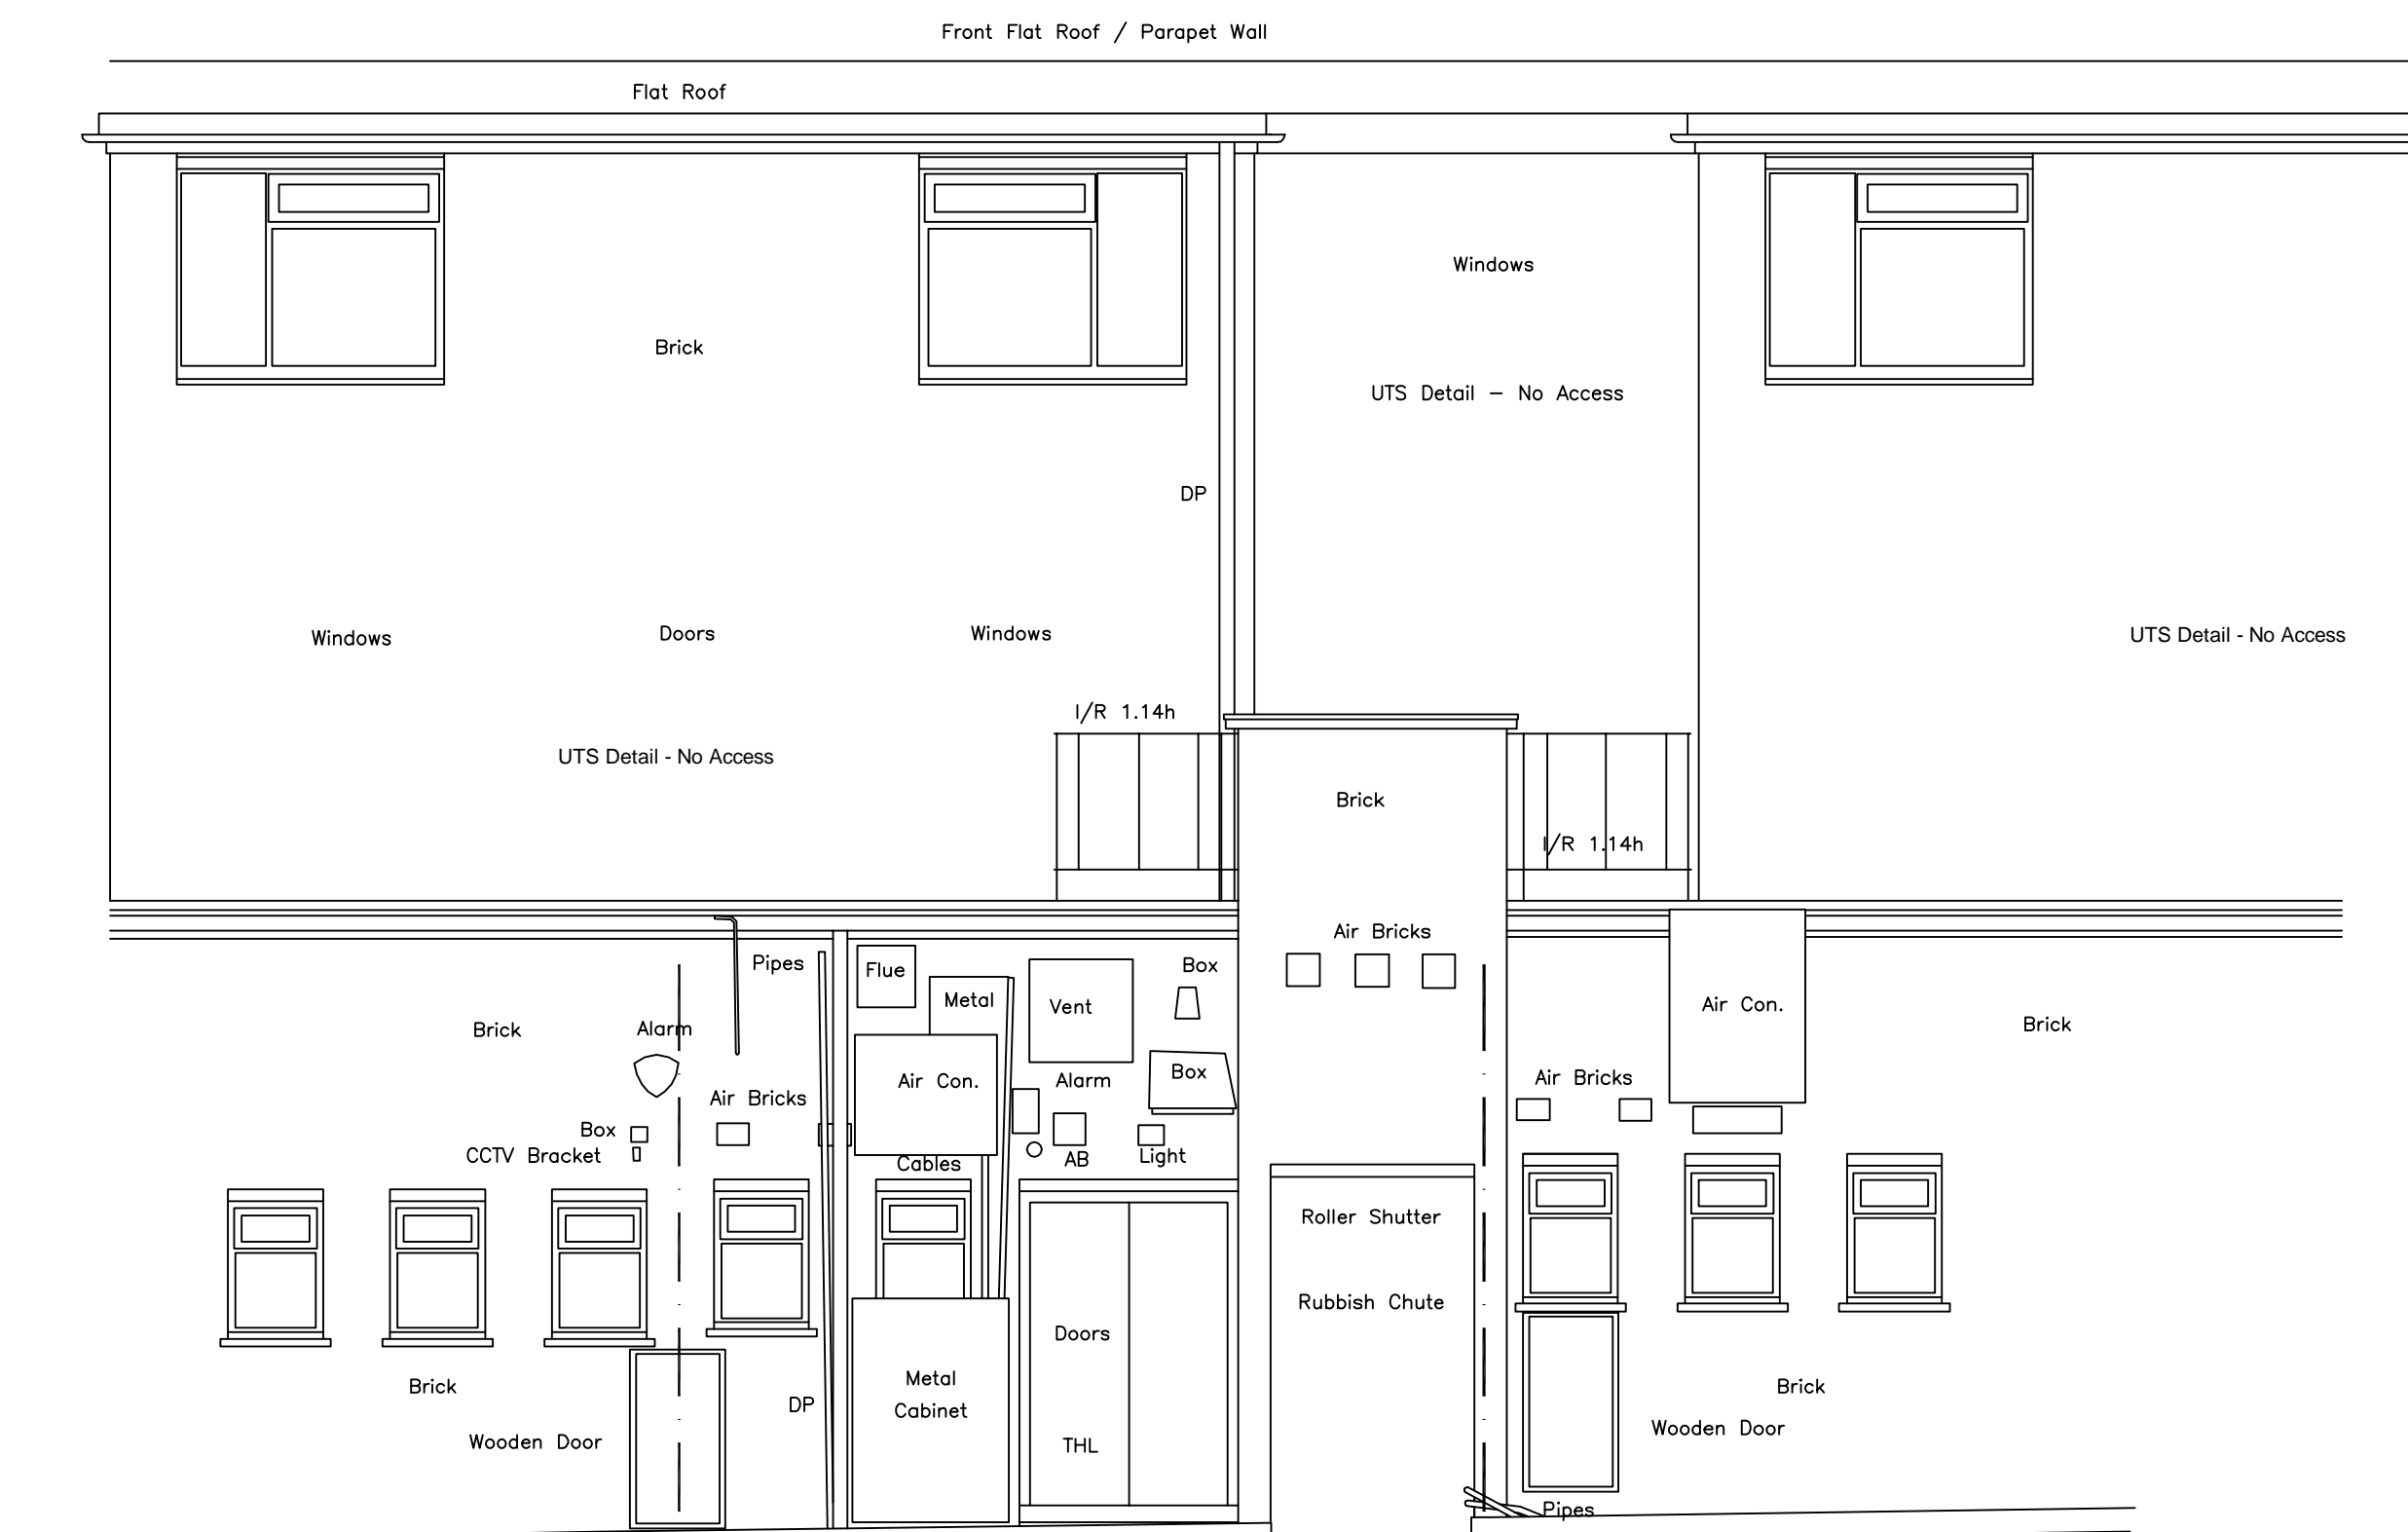 Front Flat Roof / Parapet Wall
Flat Roof
Windows
Brick
UTS Detail - No Access
DP
Windows
Doors
Windows
UTS Detail - No Access
I/R 1.14h
UTS Detail - No Access
Brick
I/R 1.14h
Air Bricks
Pipes
Flue
Box
Metal
Vent
Air Con.
Brick
Alarm
Brick
Box
Air Con.
Alarm
Air Bricks
Air Bricks
Box
CCTV Bracket
Cables
AB
Light
Roller Shutter
Rubbish Chute
Doors
Metal
Cabinet
Brick
Brick
DP
Wooden Door
Wooden Door
THL
Pipes